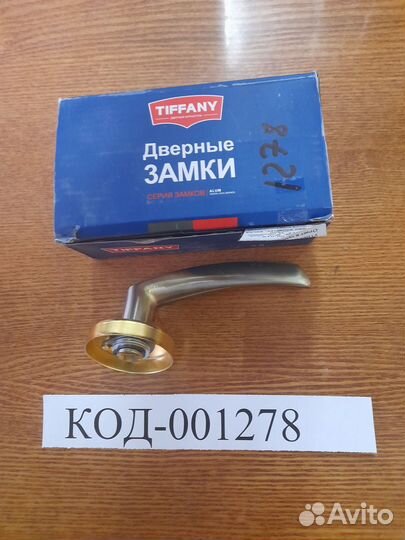 TIFFANY
Дверные
ЗАМКИ
СЕРИЯ ЗАМКОВ
1278
TIFFANY
КОД-001278
Avito